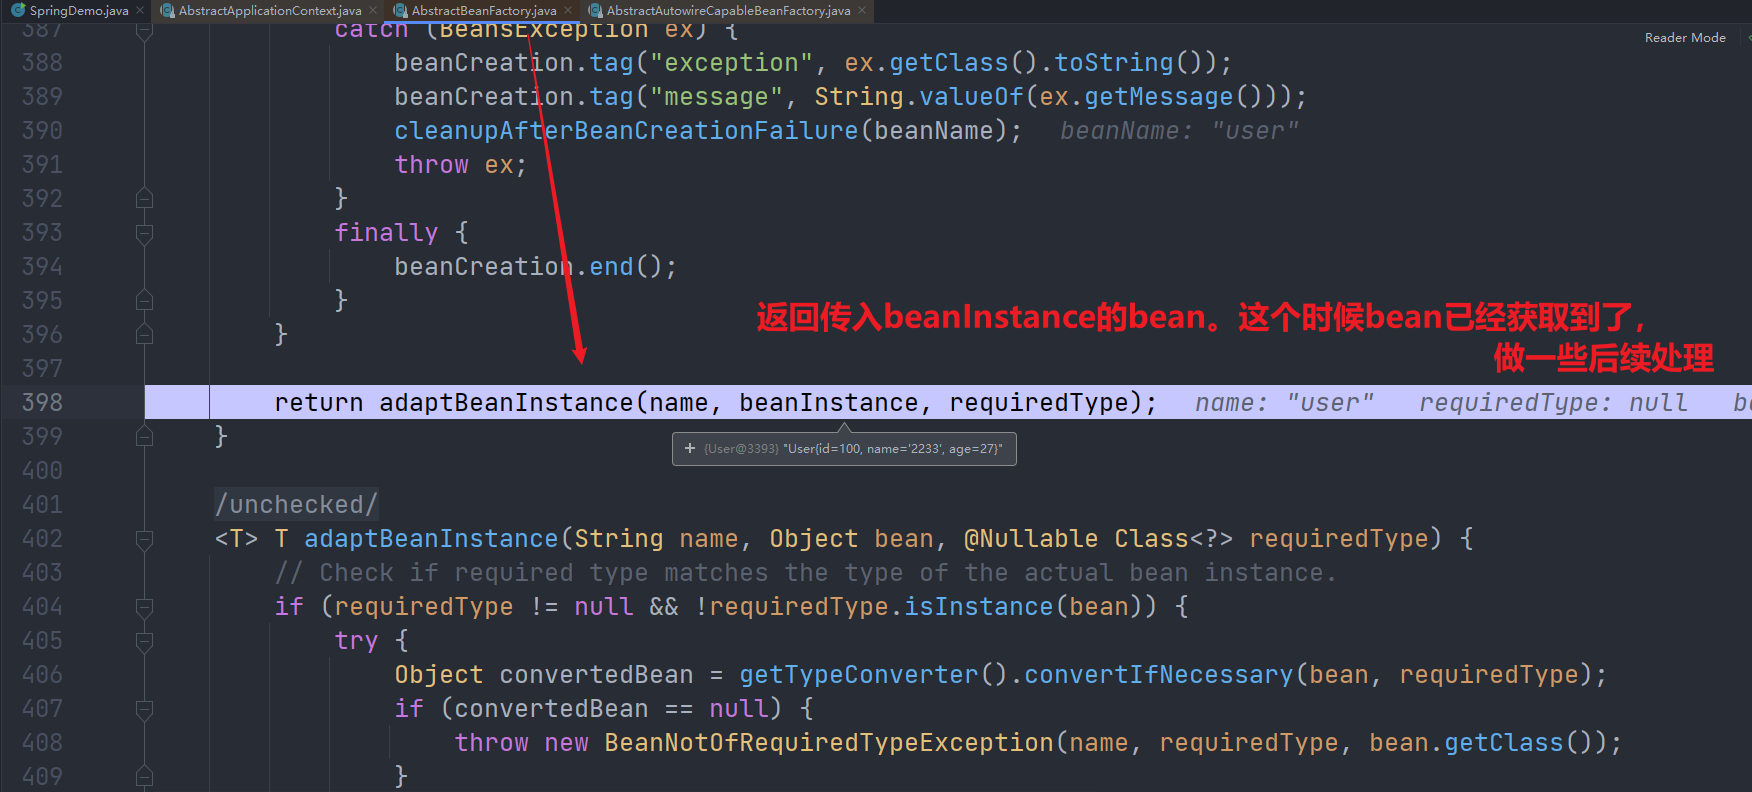 SpringDemo.java × AbstractApplicationContext.java × AbstractBeanFactory.java × AbstractAutowireCapableBeanFactory.java ×
387 catch (BeansException ex) {
Reader Mode
388 beanCreation.tag("exception", ex.getClass().toString());
389 beanCreation.tag("message", String.valueOf(ex.getMessage()));
390 cleanupAfterBeanCreationFailure(beanName); beanName: "user"
391 throw ex;
392 }
393 finally {
394 beanCreation.end();
395 }
返回传入beanInstance的bean。这个时候bean已经获取到了,
396 }
做一些后续处理
397
398 return adaptBeanInstance(name, beanInstance, requiredType); name: "user" requiredType: null be
399 }
+ {User@3393} "User{id=100, name='2233', age=27}"
400
401 /unchecked/
402 <T> T adaptBeanInstance(String name, Object bean, @Nullable Class<?> requiredType) {
403 // Check if required type matches the type of the actual bean instance.
404 if (requiredType != null && !requiredType.isInstance(bean)) {
405 try {
406 Object convertedBean = getTypeConverter().convertIfNecessary(bean, requiredType);
407 if (convertedBean == null) {
408 throw new BeanNotOfRequiredTypeException(name, requiredType, bean.getClass());
409 }